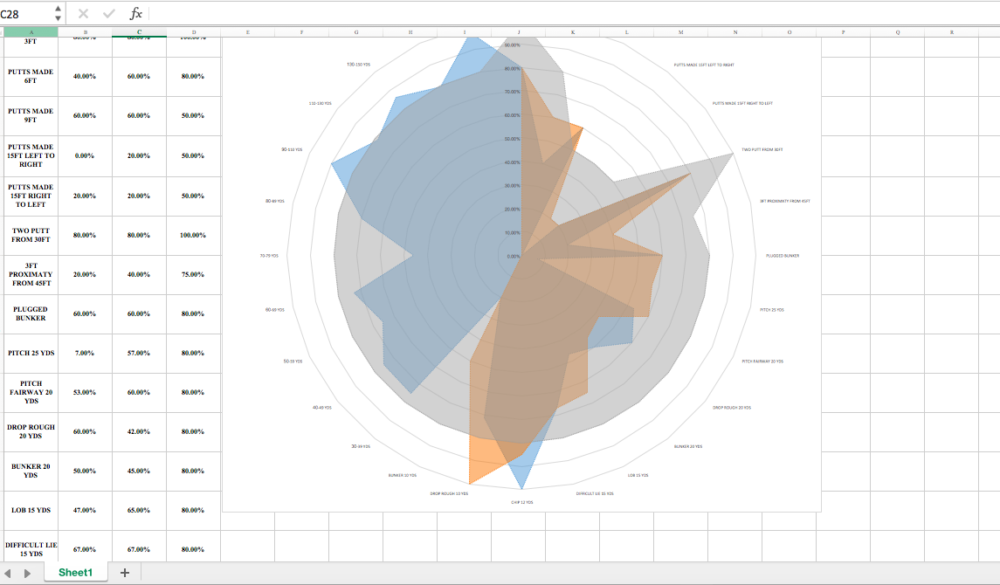 C28
fx
A B C D E F G H I J K L M N O P Q R
3FT
PUTTS MADE
6FT
40.00% 60.00% 80.00%
PUTTS MADE
9FT
60.00% 60.00% 50.00%
PUTTS MADE
15FT LEFT TO
RIGHT
0.00% 20.00% 50.00%
PUTTS MADE
15FT RIGHT
TO LEFT
20.00% 20.00% 50.00%
TWO PUTT
FROM 30FT
80.00% 80.00% 100.00%
3FT
PROXIMATY
FROM 45FT
20.00% 40.00% 75.00%
PLUGGED
BUNKER
60.00% 60.00% 80.00%
PITCH 25 YDS
7.00% 57.00% 80.00%
PITCH
FAIRWAY 20
YDS
53.00% 60.00% 80.00%
DROP ROUGH
20 YDS
60.00% 42.00% 80.00%
BUNKER 20
YDS
50.00% 45.00% 80.00%
LOB 15 YDS
47.00% 65.00% 80.00%
DIFFICULT LIE
15 YDS
67.00% 67.00% 80.00%
90.00%
80.00%
70.00%
60.00%
50.00%
40.00%
30.00%
20.00%
10.00%
0.00%
PUTTS MADE 15FT LEFT TO RIGHT
PUTTS MADE 15FT RIGHT TO LEFT
TWO PUTT FROM 30FT
3FT PROXIMATY FROM 45FT
PLUGGED BUNKER
PITCH 25 YDS
PITCH FAIRWAY 20 YDS
DROP ROUGH 20 YDS
BUNKER 20 YDS
LOB 15 YDS
DIFFICULT LIE 15 YDS
CHIP 12 YDS
DROP ROUGH 10 YDS
BUNKER 10 YDS
30-39 YDS
40-49 YDS
50-59 YDS
60-69 YDS
70-79 YDS
80-89 YDS
90-110 YDS
110-130 YDS
130-150 YDS
Sheet1